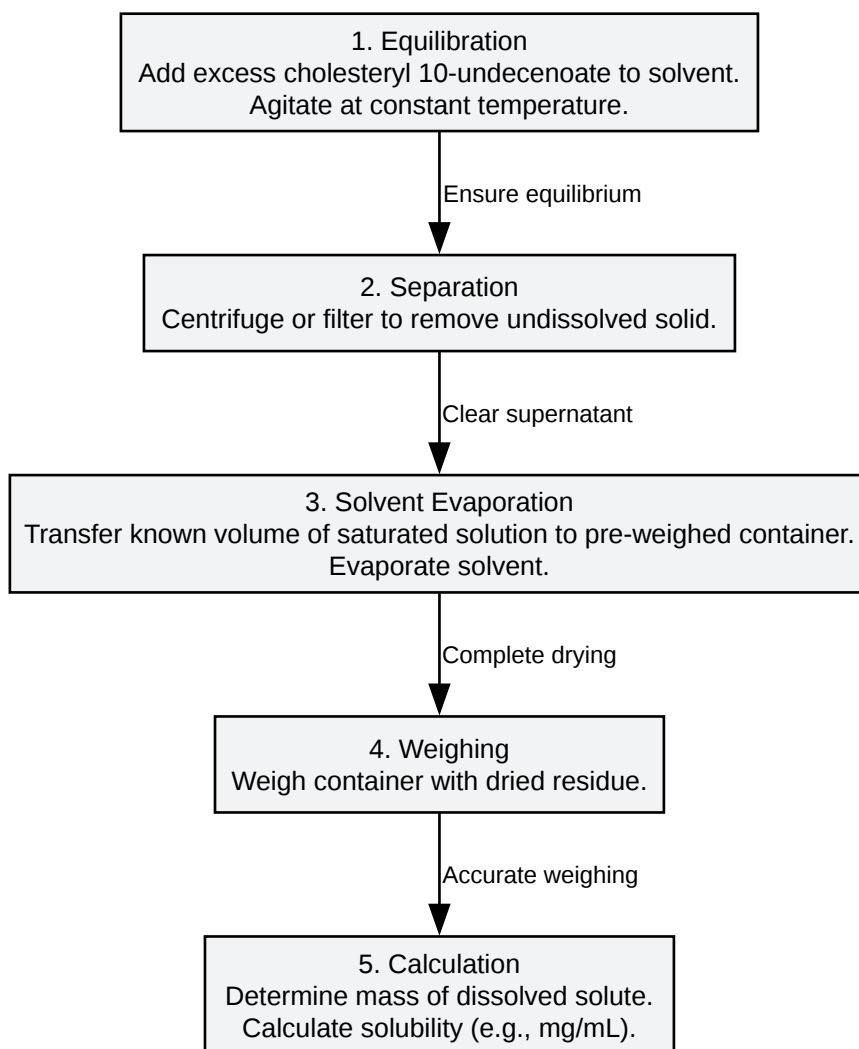 1. Equilibration
Add excess cholesteryl 10-undecenoate to solvent.
Agitate at constant temperature.
Ensure equilibrium
2. Separation
Centrifuge or filter to remove undissolved solid.
Clear supernatant
3. Solvent Evaporation
Transfer known volume of saturated solution to pre-weighed container.
Evaporate solvent.
Complete drying
4. Weighing
Weigh container with dried residue.
Accurate weighing
5. Calculation
Determine mass of dissolved solute.
Calculate solubility (e.g., mg/mL).